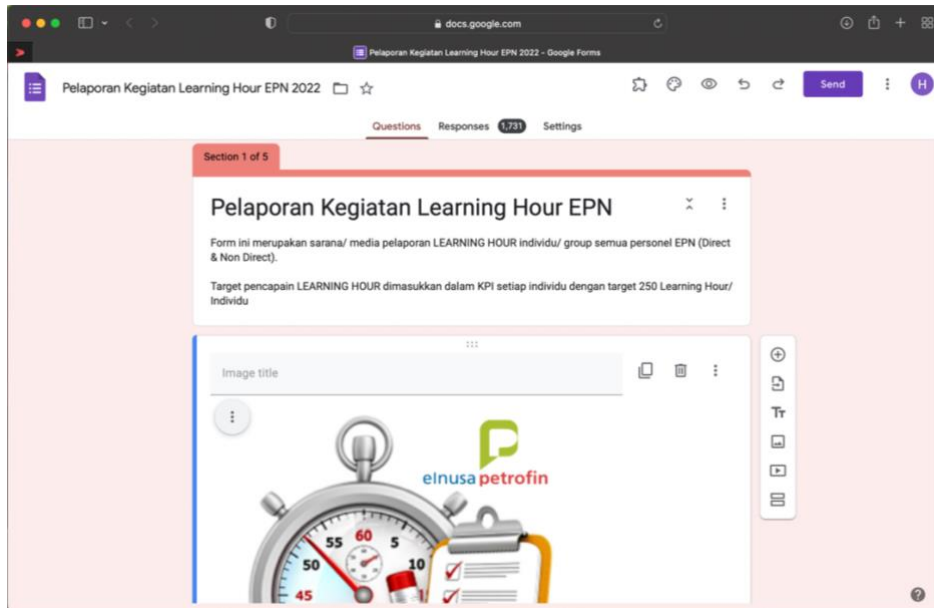 docs.google.com
Pelaporan Kegiatan Learning Hour EPN 2022 - Google Forms
Pelaporan Kegiatan Learning Hour EPN 2022
Send
H
Questions Responses 1,731 Settings
Section 1 of 5
Pelaporan Kegiatan Learning Hour EPN
Form ini merupakan sarana/ media pelaporan LEARNING HOUR individu/ group semua personel EPN (Direct
& Non Direct).
Target pencapain LEARNING HOUR dimasukkan dalam KPI setiap individu dengan target 250 Learning Hour/
Individu
Image title
Tт
elnusa petrofin
55 60 5
50 10
45